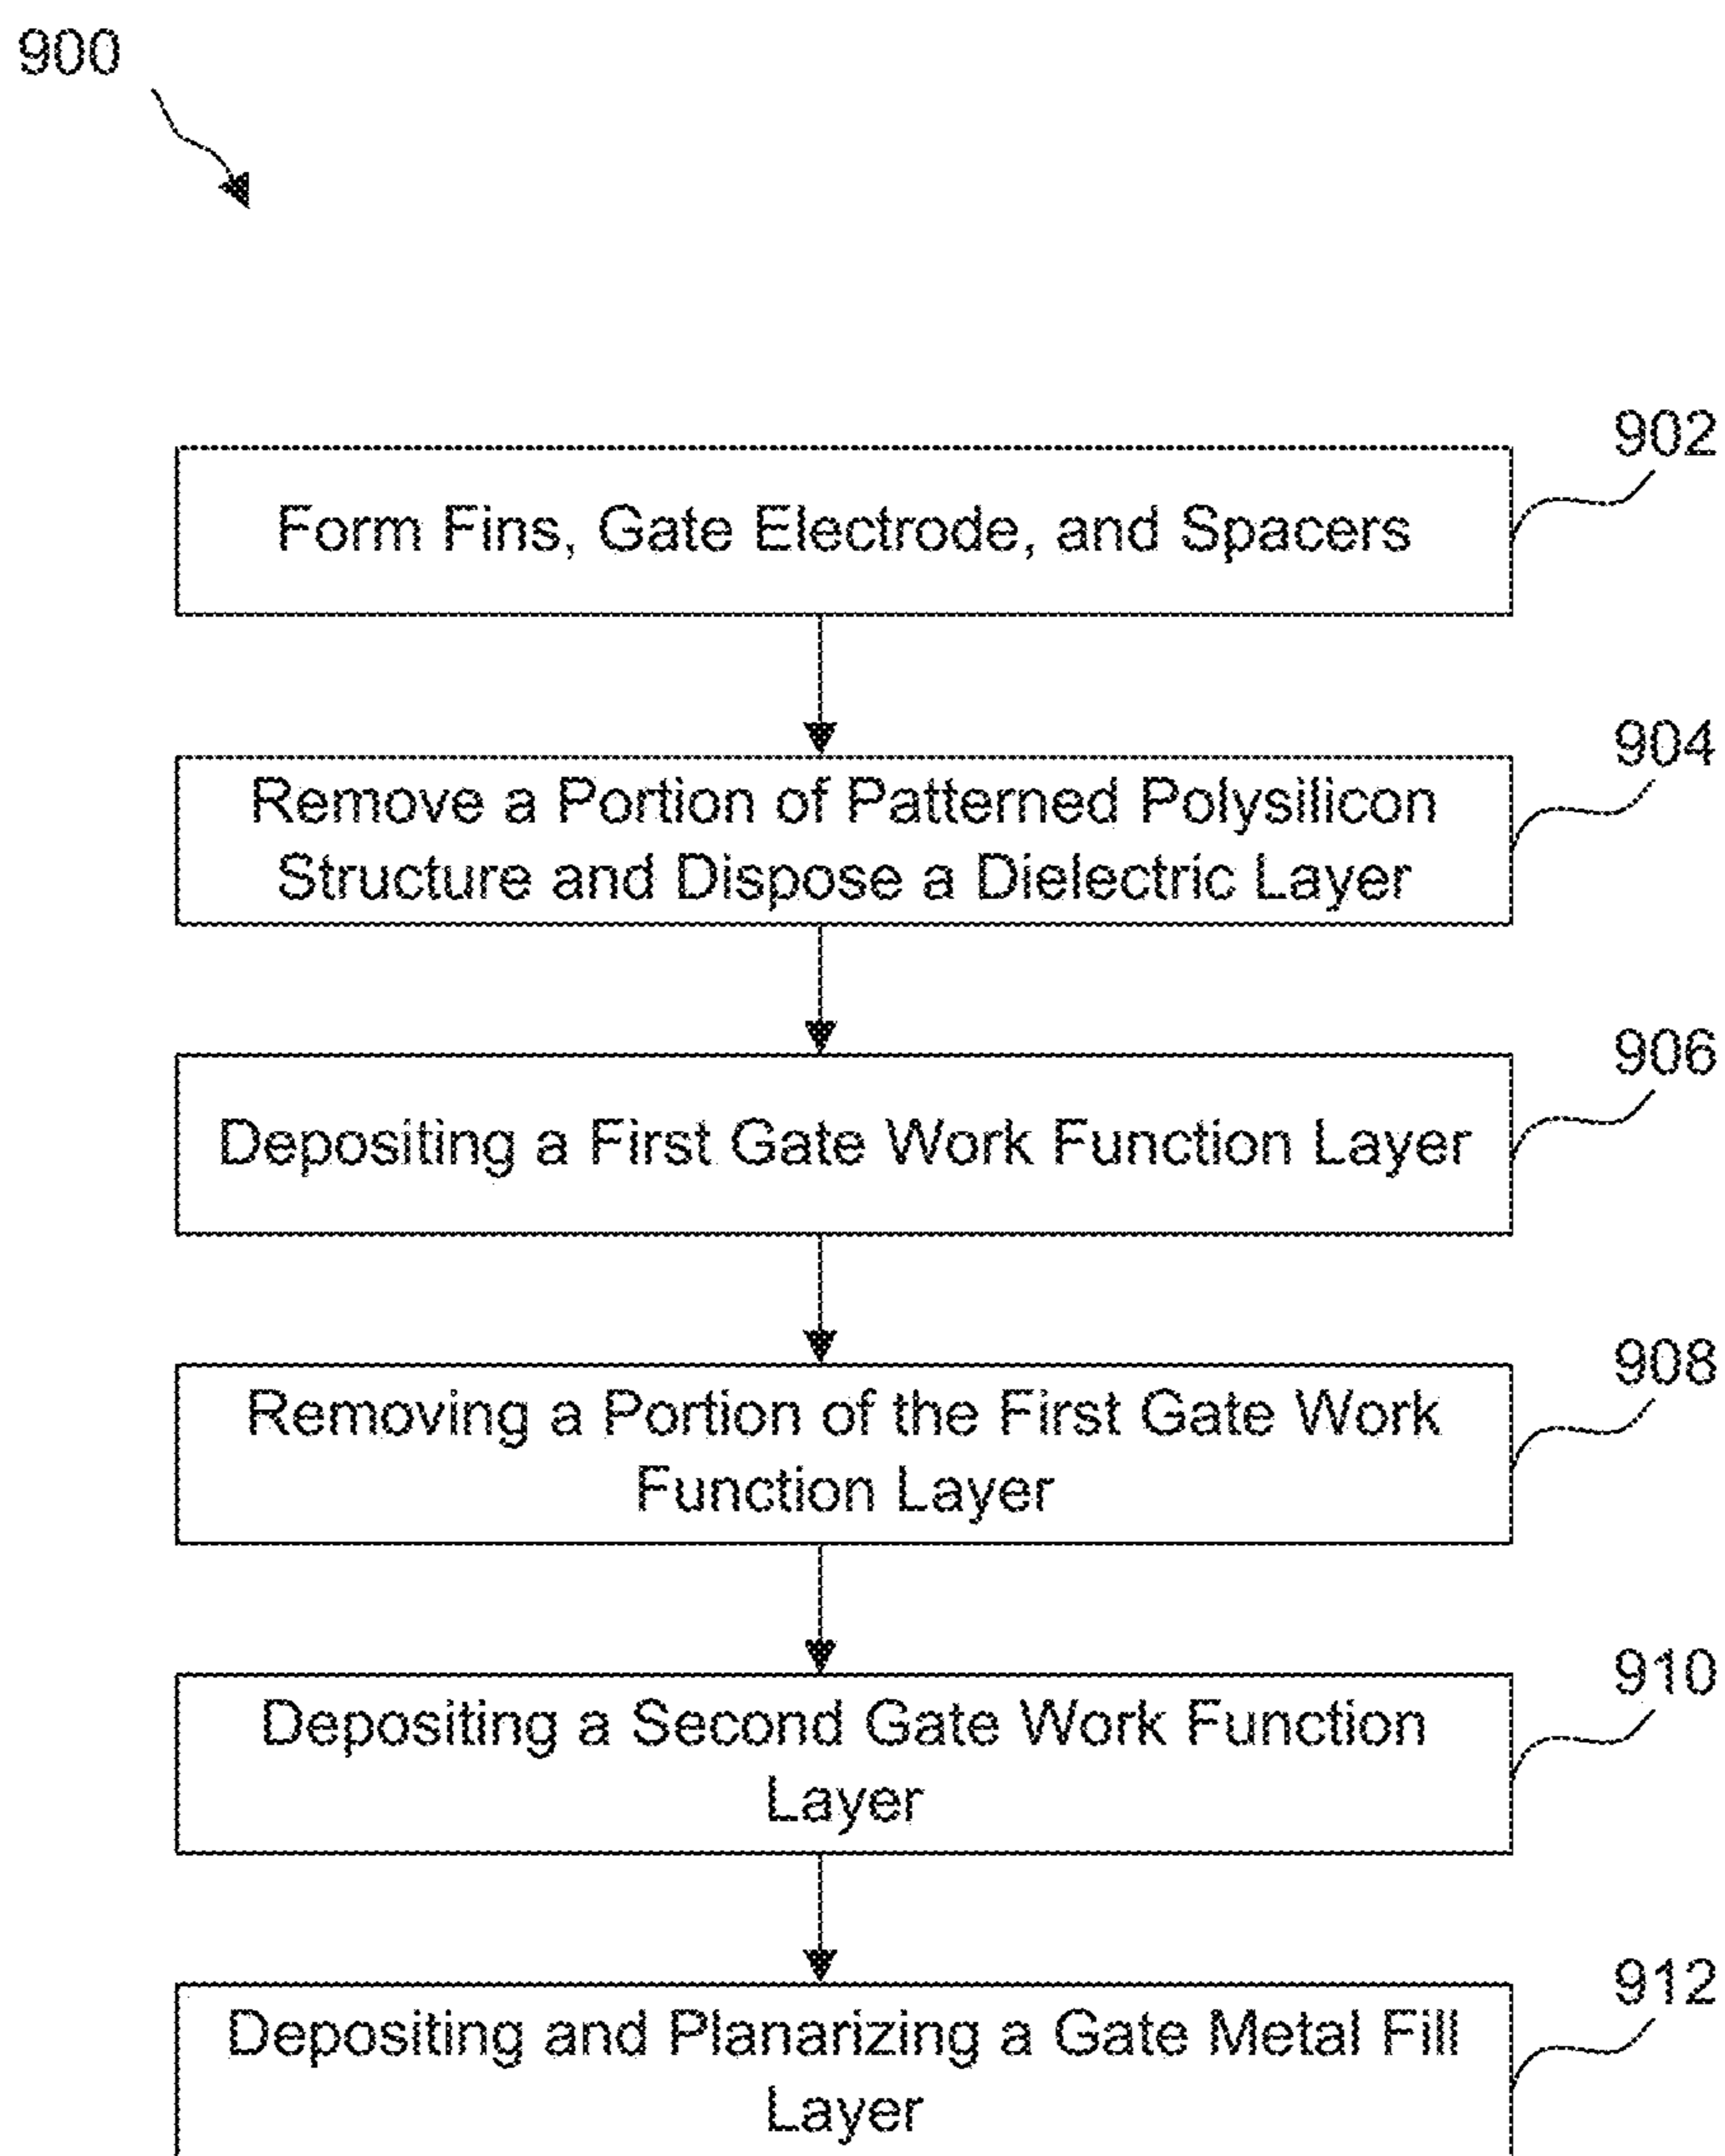 900
902
Form Fins, Gate Electrode, and Spacers
904
Remove a Portion of Patterned Polysilicon
Structure and Dispose a Dielectric Layer
906
Depositing a First Gate Work Function Layer
908
Removing a Portion of the First Gate Work
Function Layer
910
Depositing a Second Gate Work Function
Layer
912
Depositing and Planarizing a Gate Metal Fill
Layer